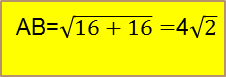 AB=√(16 + 16) =4√2